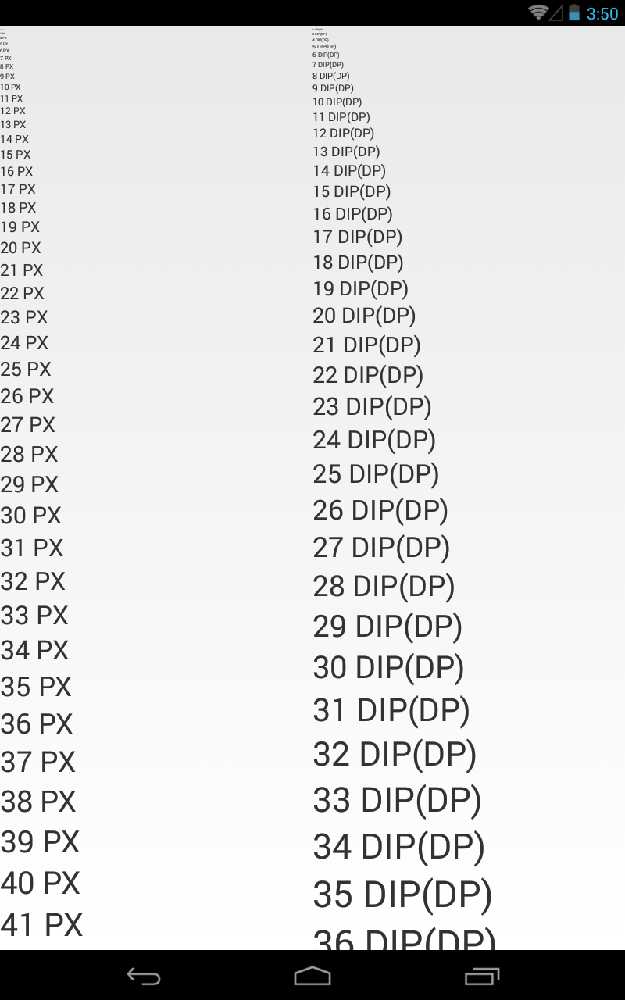 3:50
4 PX
5 PX
6 PX
7 PX
8 PX
9 PX
10 PX
11 PX
12 PX
13 PX
14 PX
15 PX
16 PX
17 PX
18 PX
19 PX
20 PX
21 PX
22 PX
23 PX
24 PX
25 PX
26 PX
27 PX
28 PX
29 PX
30 PX
31 PX
32 PX
33 PX
34 PX
35 PX
36 PX
37 PX
38 PX
39 PX
40 PX
41 PX
3 DIP(DP)
4 DIP(DP)
5 DIP(DP)
6 DIP(DP)
7 DIP(DP)
8 DIP(DP)
9 DIP(DP)
10 DIP(DP)
11 DIP(DP)
12 DIP(DP)
13 DIP(DP)
14 DIP(DP)
15 DIP(DP)
16 DIP(DP)
17 DIP(DP)
18 DIP(DP)
19 DIP(DP)
20 DIP(DP)
21 DIP(DP)
22 DIP(DP)
23 DIP(DP)
24 DIP(DP)
25 DIP(DP)
26 DIP(DP)
27 DIP(DP)
28 DIP(DP)
29 DIP(DP)
30 DIP(DP)
31 DIP(DP)
32 DIP(DP)
33 DIP(DP)
34 DIP(DP)
35 DIP(DP)
36 DIP(DP)